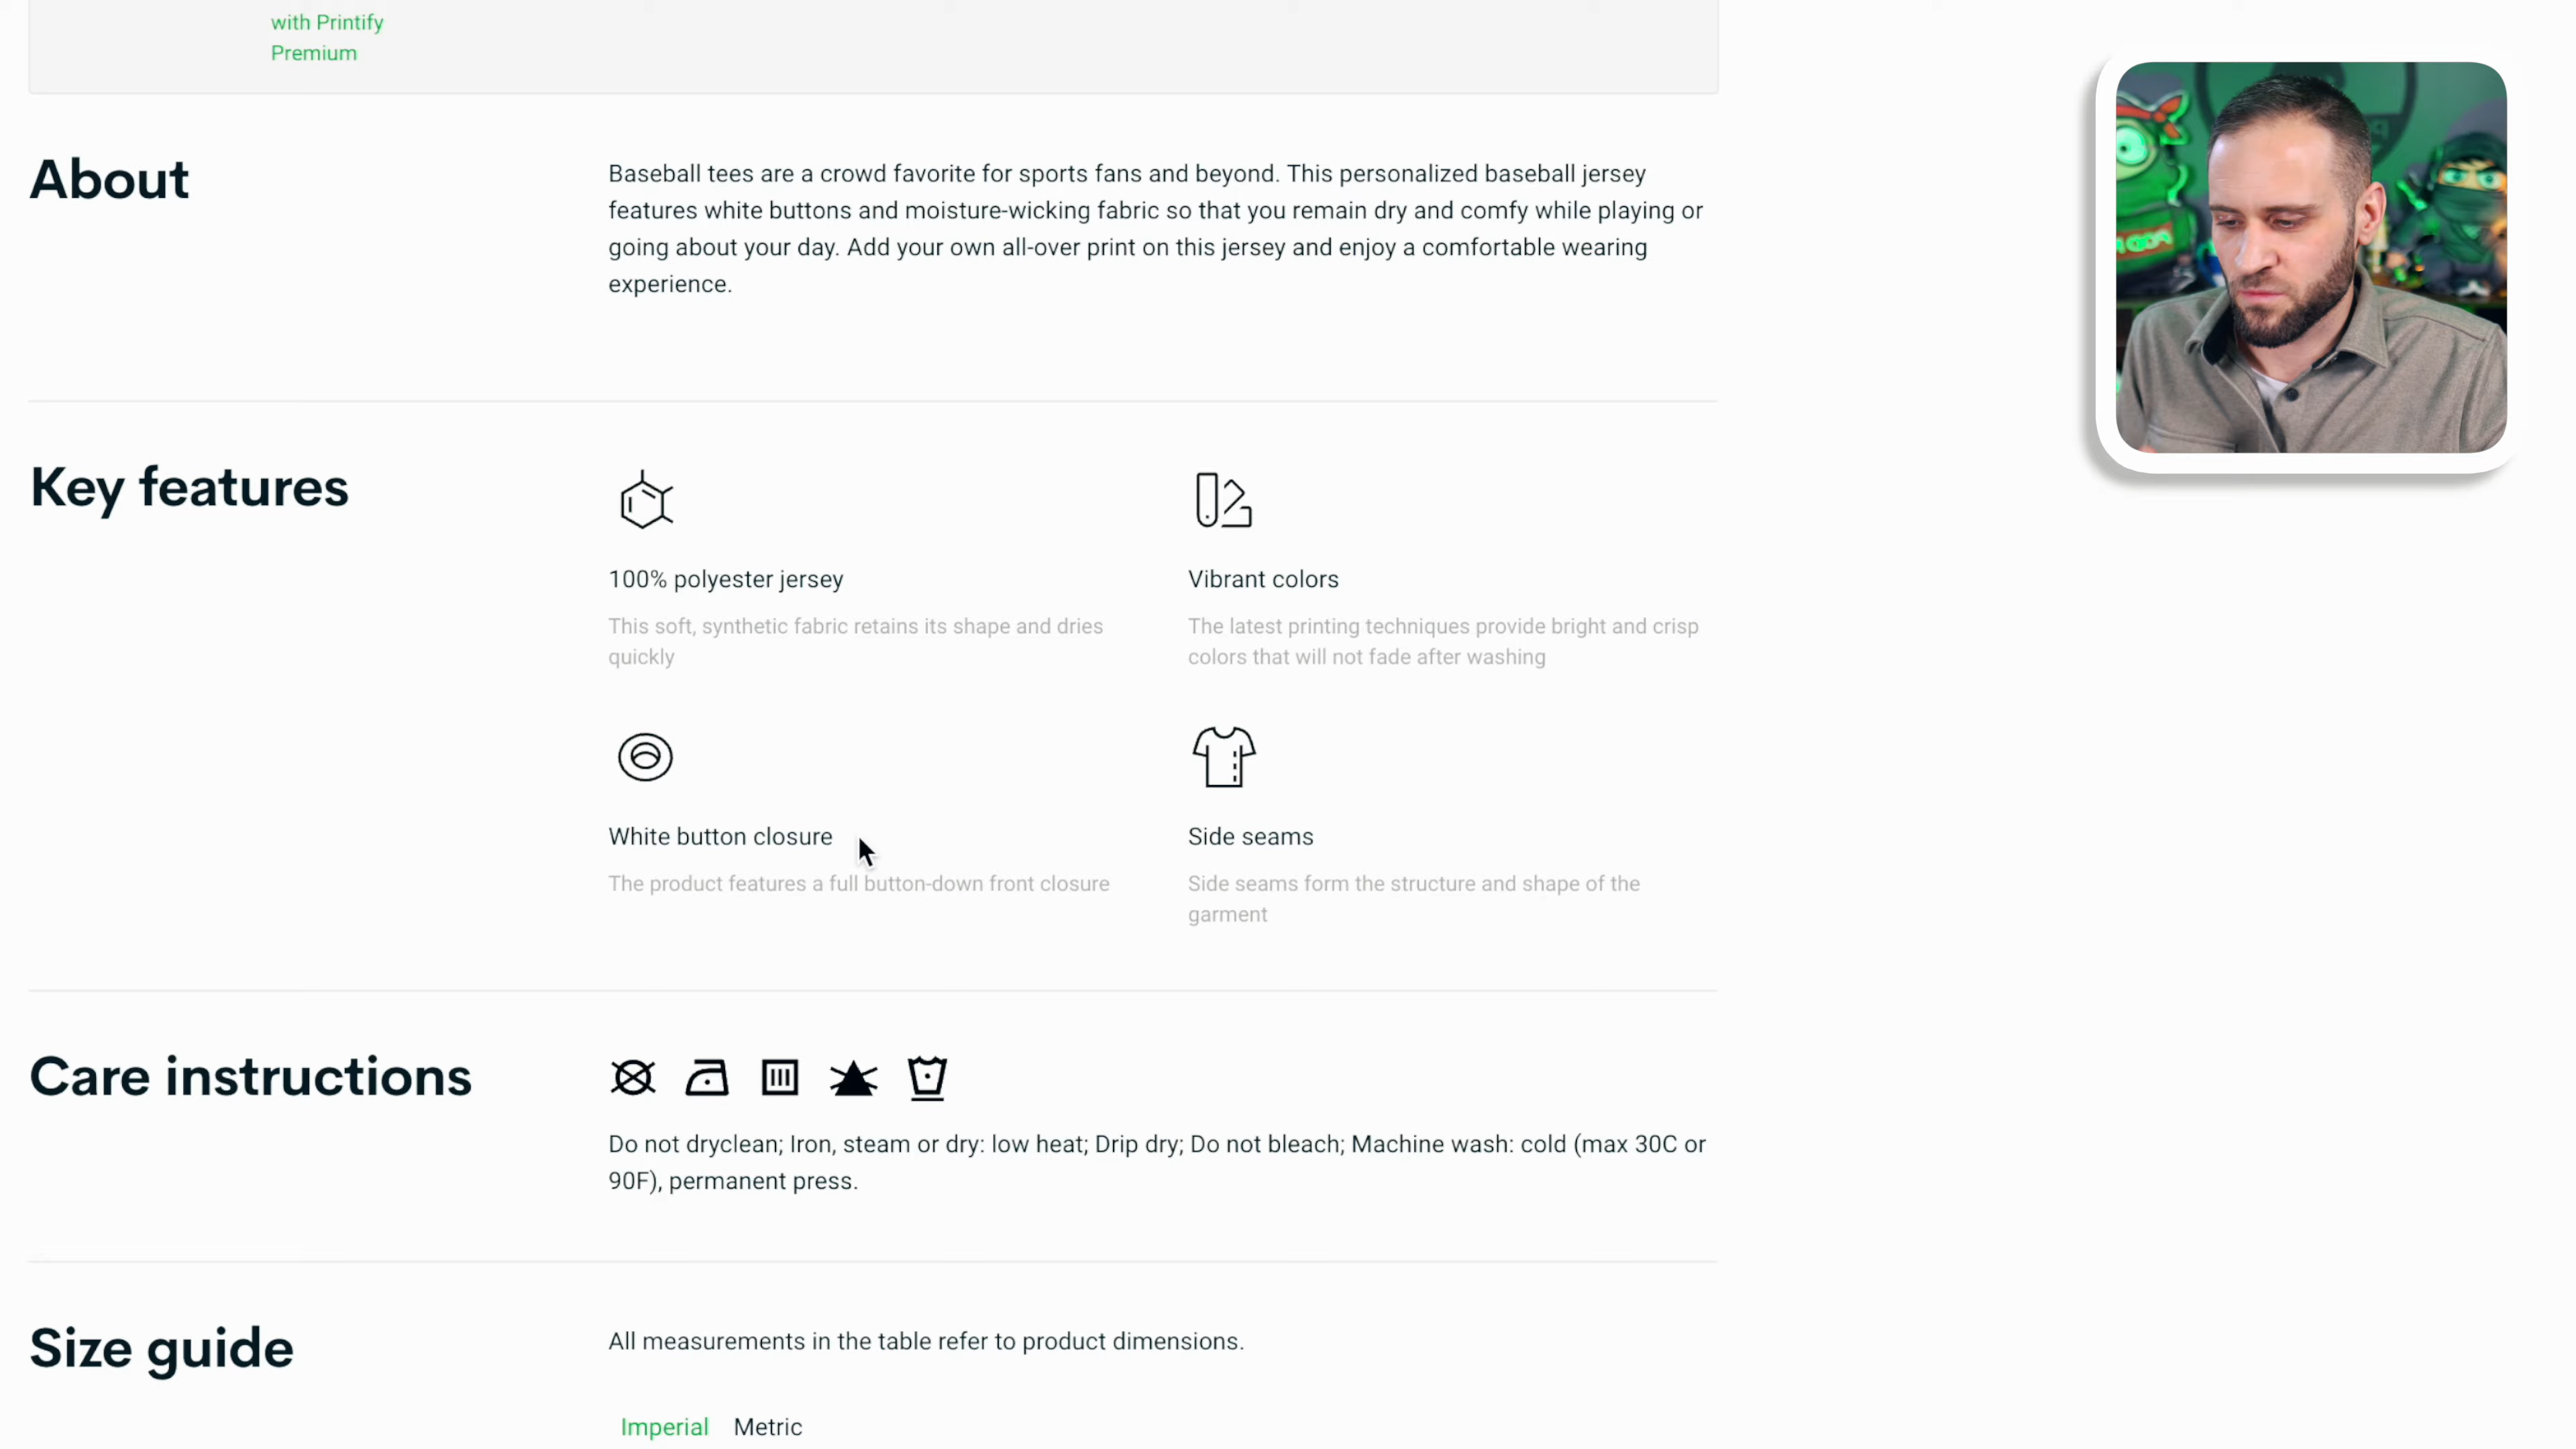 with Printify
Premium
About
Baseball tees are a crowd favorite for sports fans and beyond. This personalized baseball jersey
features white buttons and moisture-wicking fabric so that you remain dry and comfy while playing or
going about your day. Add your own all-over print on this jersey and enjoy a comfortable wearing
experience.
Key features
100% polyester jersey
This soft, synthetic fabric retains its shape and dries
quickly
Vibrant colors
The latest printing techniques provide bright and crisp
colors that will not fade after washing
White button closure
The product features a full button-down front closure
Side seams
Side seams form the structure and shape of the
garment
Care instructions
Do not dryclean; Iron, steam or dry: low heat; Drip dry; Do not bleach; Machine wash: cold (max 30C or
90F), permanent press.
Size guide
All measurements in the table refer to product dimensions.
Imperial Metric